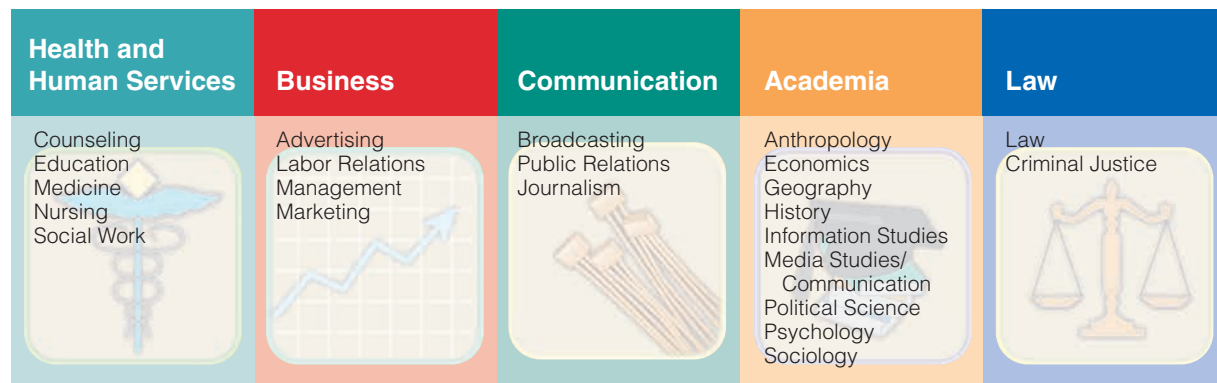 Health and
Human Services
Counseling
Education
Medicine
Nursing
Social Work
Business
Advertising
Labor Relations
Management
Marketing
Communication
Broadcasting
Public Relations
Journalism
Academia
Anthropology
Economics
Geography
History
Information Studies
Media Studies/
Communication
Political Science
Psychology
Sociology
Law
Law
Criminal Justice